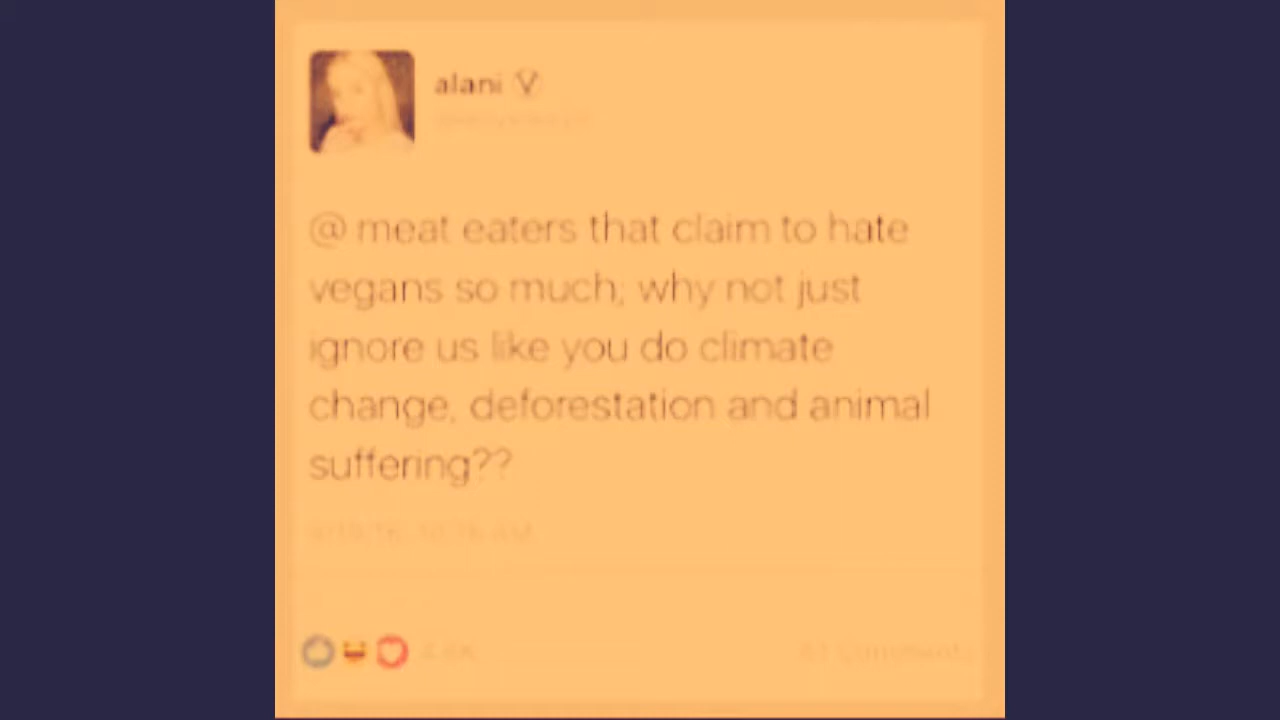 alani Ⓥ
@ meat eaters that claim to hate
vegans so much; why not just
ignore us like you do climate
change, deforestation and animal
suffering??
Comments